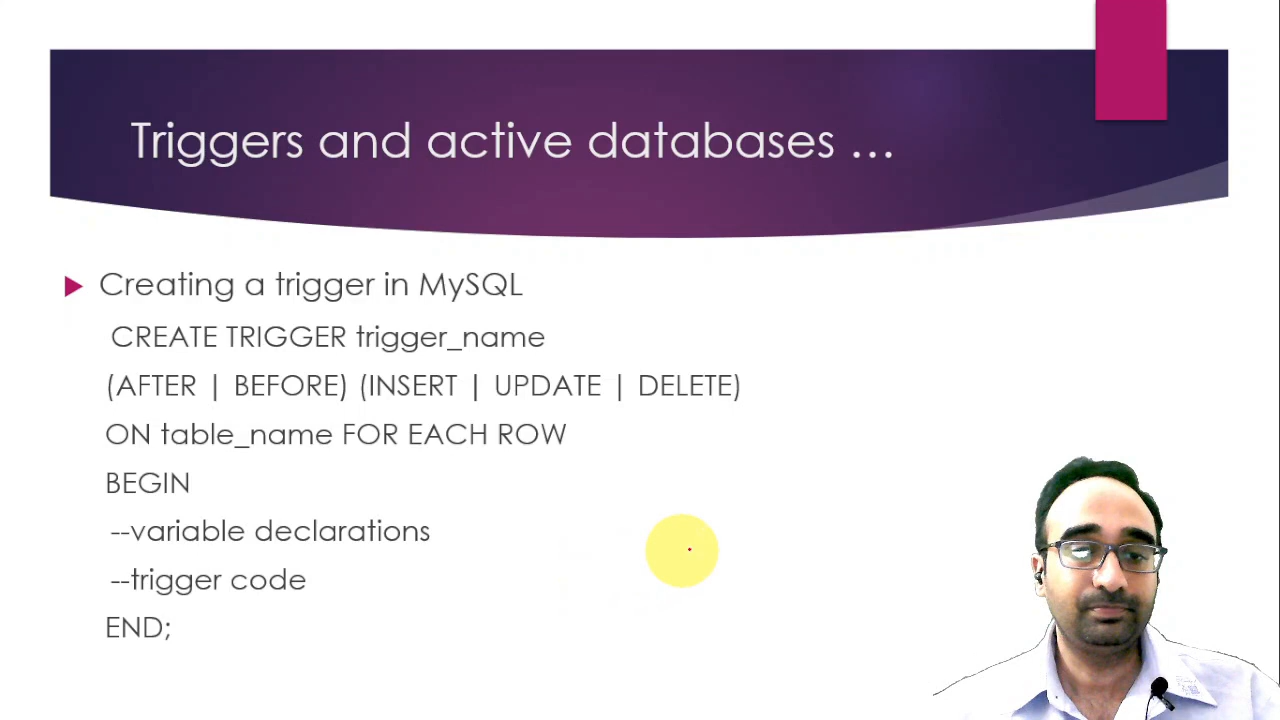 Triggers and active databases …
Creating a trigger in MySQL
CREATE TRIGGER trigger_name
(AFTER | BEFORE) (INSERT | UPDATE | DELETE)
ON table_name FOR EACH ROW
BEGIN
--variable declarations
--trigger code
END;